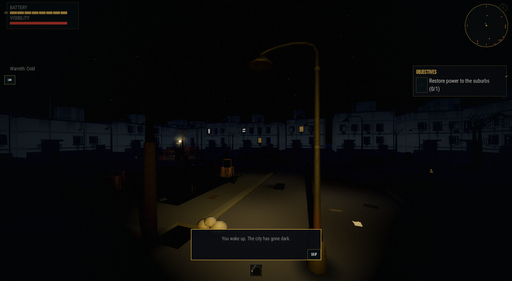 BATTERY
VISIBILITY
Warmth: Cold
OBJECTIVES
Restore power to the suburbs
(0/1)
You wake up. The city has gone dark.
SKIP